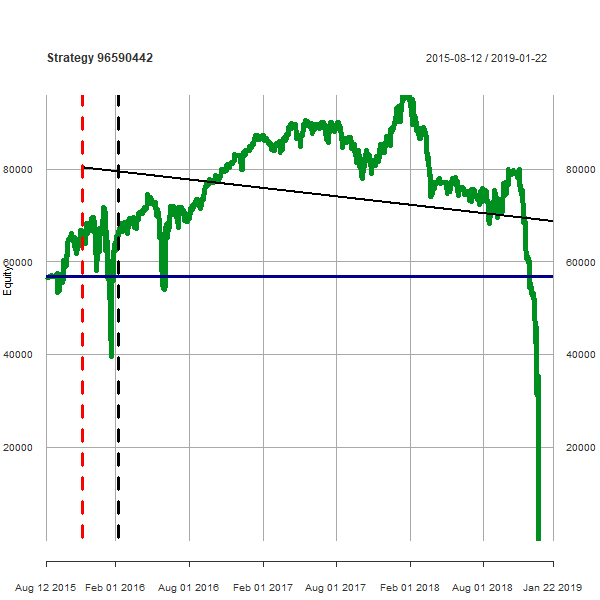 Strategy 96590442
2015-08-12 / 2019-01-22
80000
80000
60000
60000
Equity
40000
40000
20000
20000
Aug 12 2015
Feb 01 2016
Aug 01 2016
Feb 01 2017
Aug 01 2017
Feb 01 2018
Aug 01 2018
Jan 22 2019